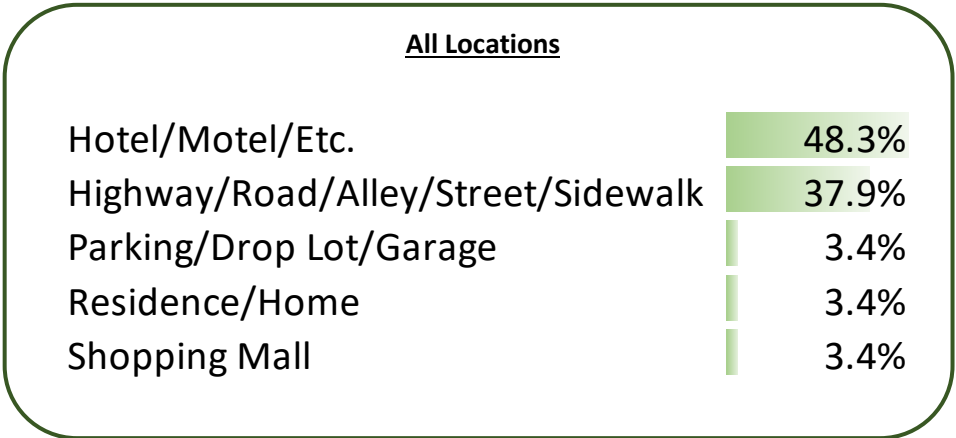 All Locations
Hotel/Motel/Etc. 48.3%
Highway/Road/Alley/Street/Sidewalk 37.9%
Parking/Drop Lot/Garage 3.4%
Residence/Home 3.4%
Shopping Mall 3.4%